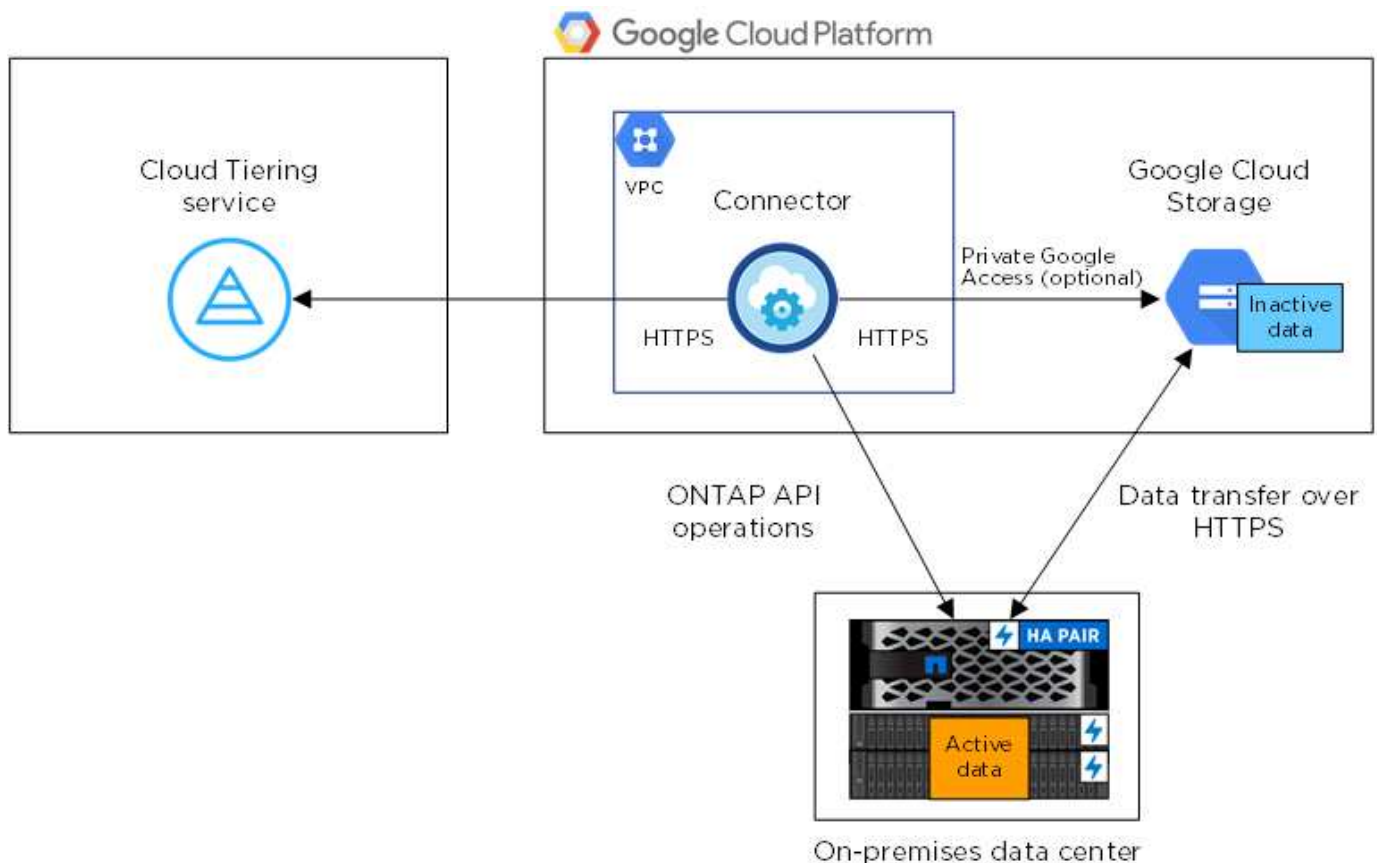 Google Cloud Platform
Cloud Tiering
service
VPC
Connector
Google Cloud
Storage
Private Google
Access (optional)
HTTPS
HTTPS
Inactive
data
ONTAP API
operations
Data transfer over
HTTPS
HA PAIR
Active
data
On-premises data center